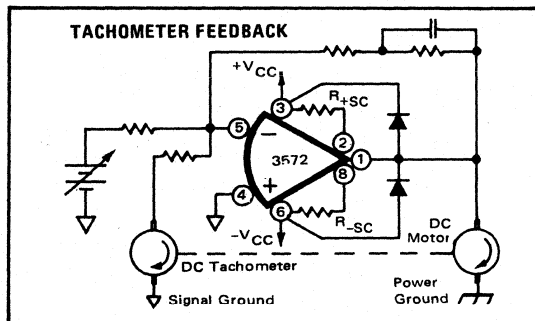 TACHOMETER FEEDBACK
+VCC
3
R+SC
5
−
2
3572
1
8
+
4
6
R−SC
−VCC
DC
Motor
DC Tachometer
Power
Ground
Signal Ground